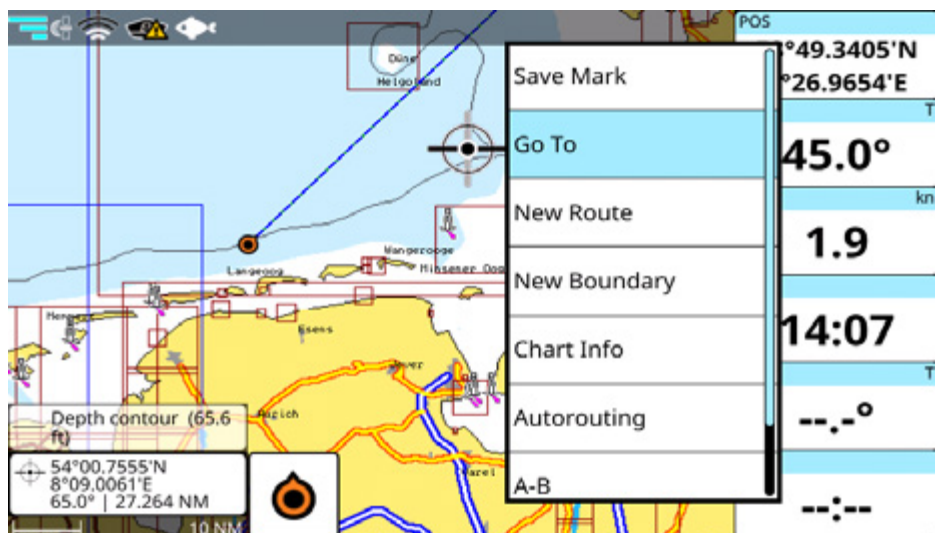 POS
°49.3405'N
°26.9654'E
T
45.0°
kn
1.9
14:07
T
--.-°
--:--
Save Mark
Go To
New Route
New Boundary
Chart Info
Autorouting
A-B
Düne
Helgoland
Wangerooge
Langeoog
Minsener Oog
Esens
Aurich
Depth contour (65.6
ft)
54°00.7555'N
8°09.0061'E
65.0° | 27.264 NM
10 NM